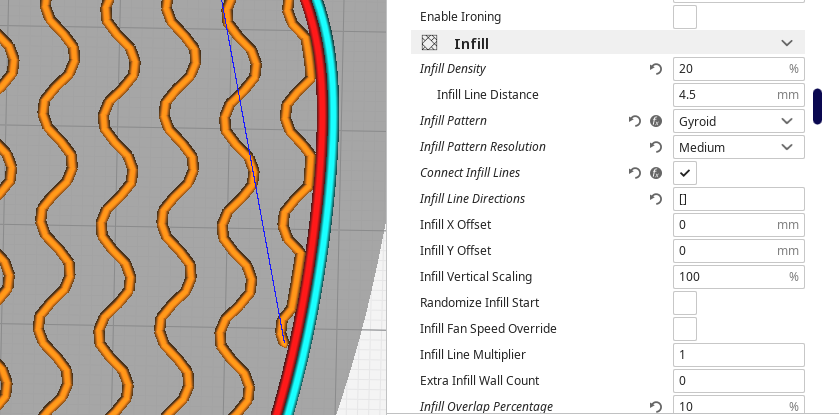 Enable Ironing
Infill
Infill Density 20 %
Infill Line Distance 4.5 mm
Infill Pattern Gyroid
Infill Pattern Resolution Medium
Connect Infill Lines
Infill Line Directions []
Infill X Offset 0 mm
Infill Y Offset 0 mm
Infill Vertical Scaling 100 %
Randomize Infill Start
Infill Fan Speed Override
Infill Line Multiplier 1
Extra Infill Wall Count 0
Infill Overlap Percentage 10 %